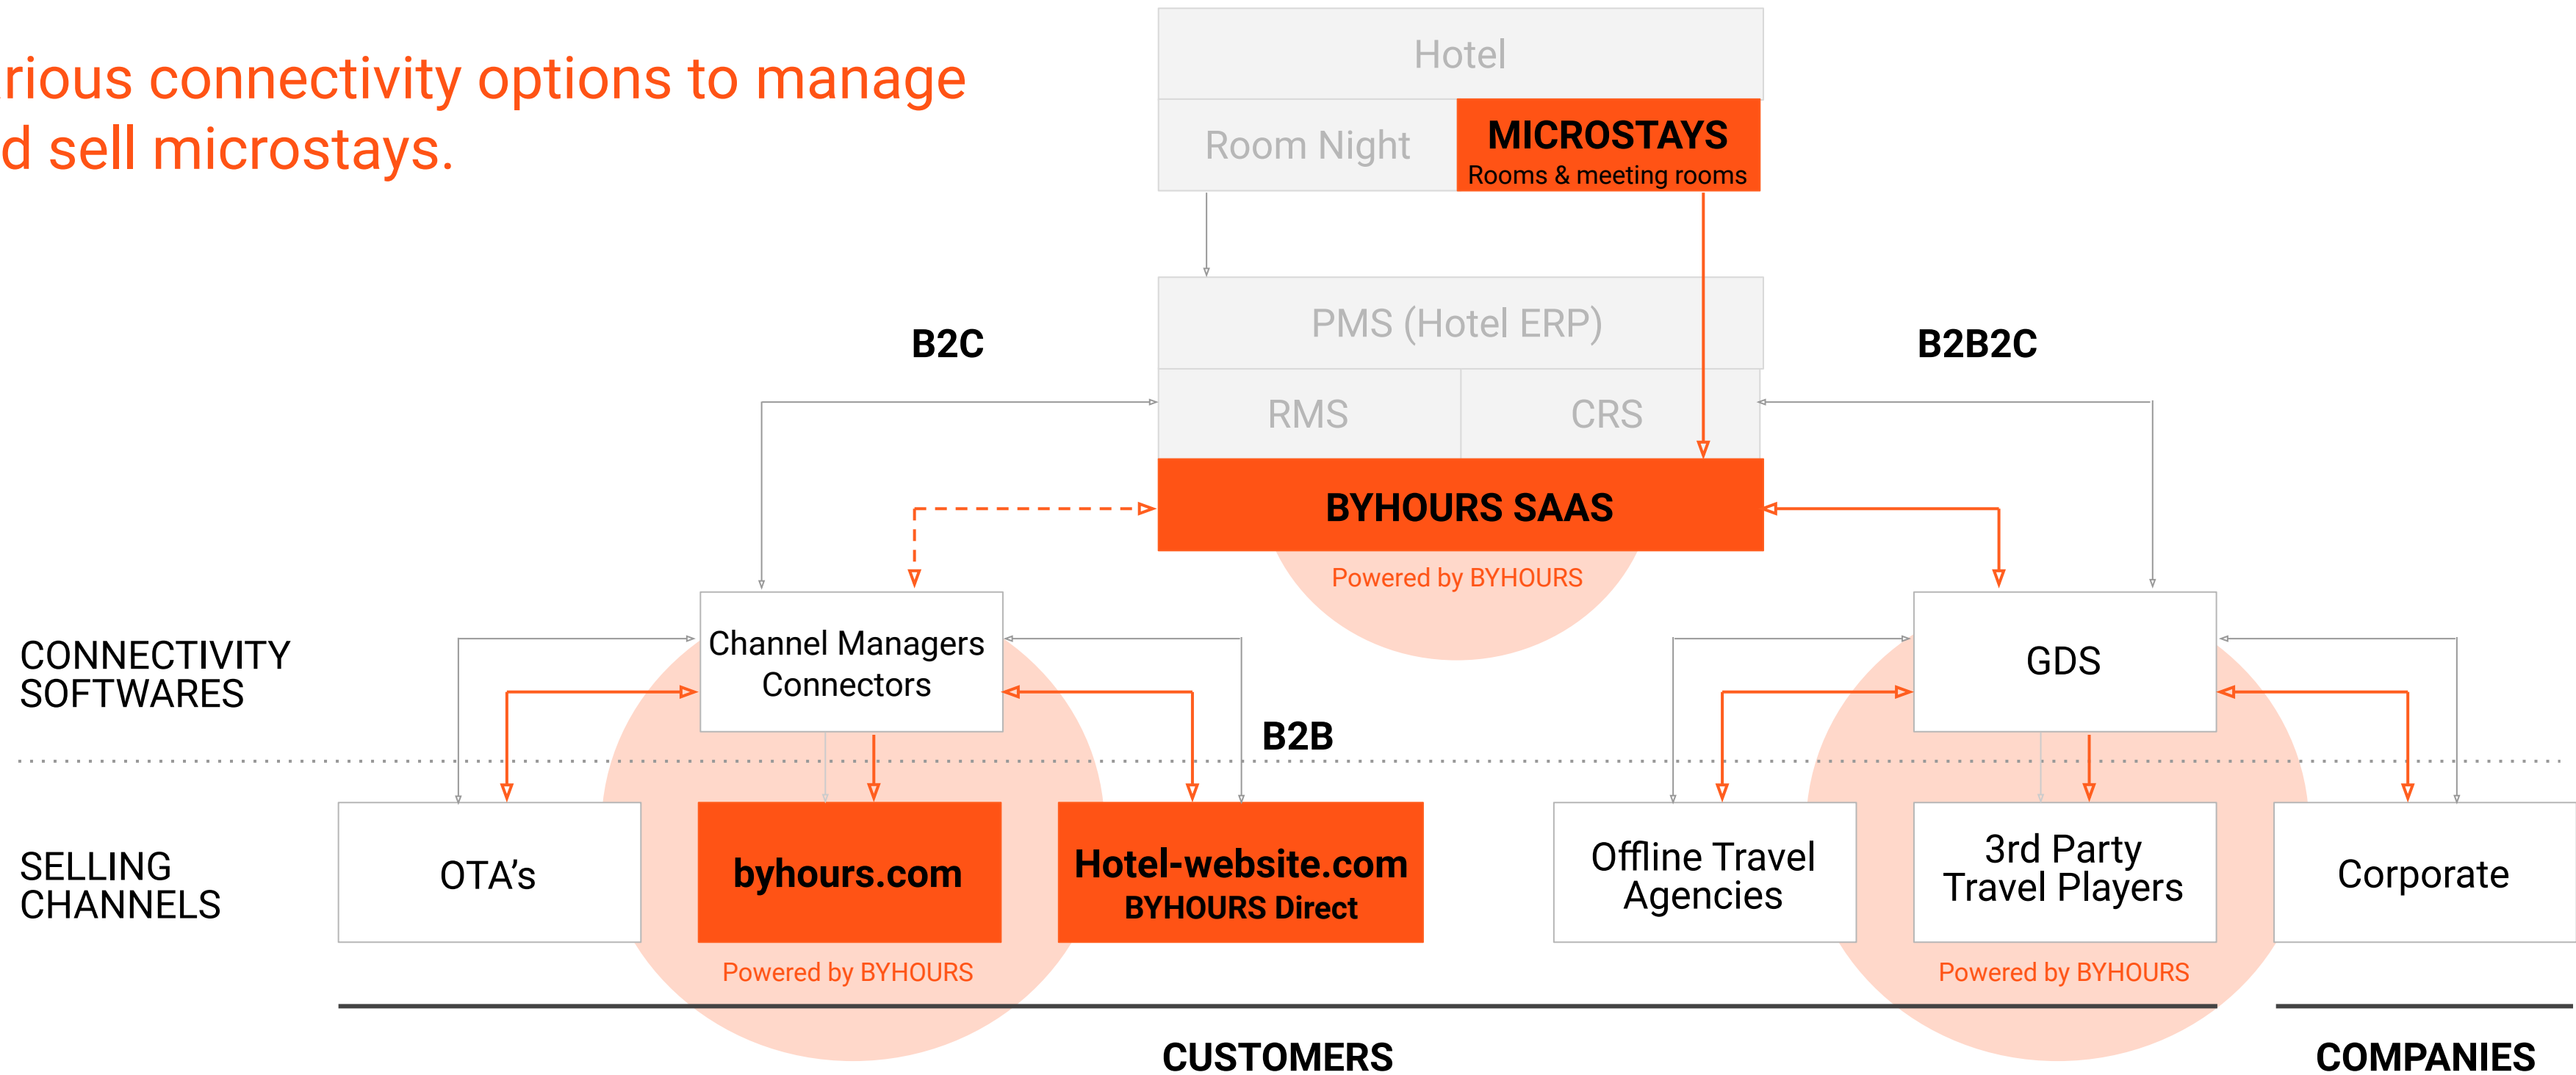 rious connectivity options to manage
d sell microstays.
Hotel
Room Night
MICROSTAYS
Rooms & meeting rooms
PMS (Hotel ERP)
B2C
B2B2C
RMS
CRS
BYHOURS SAAS
Powered by BYHOURS
CONNECTIVITY
SOFTWARES
Channel Managers
Connectors
GDS
B2B
SELLING
CHANNELS
OTA’s
byhours.com
Hotel-website.com
BYHOURS Direct
Offline Travel
Agencies
3rd Party
Travel Players
Corporate
Powered by BYHOURS
Powered by BYHOURS
CUSTOMERS
COMPANIES